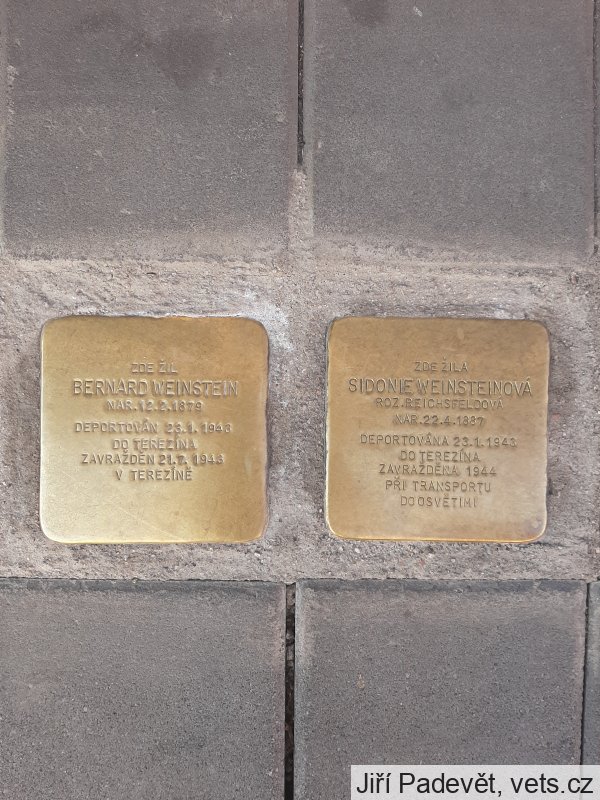 ZDE ŽIL
BERNARD WEINSTEIN
NAR. 12.2.1879
DEPORTOVÁN 23.1.1943
DO TEREZÍNA
ZAVRAŽDĚN 21.7.1943
V TEREZÍNĚ
ZDE ŽILA
SIDONIE WEINSTEINOVÁ
ROZ. REICHSFELDOVÁ
NAR. 22.4.1887
DEPORTOVÁNA 23.1.1943
DO TEREZÍNA
ZAVRAŽDĚNA 1944
PŘI TRANSPORTU
DO OSVĚTIMI
Jiří Padevět, vets.cz